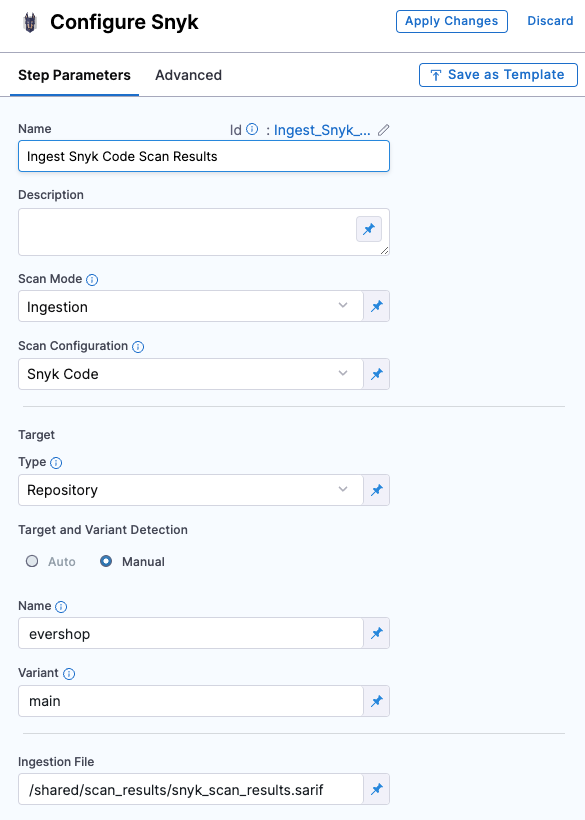 Configure Snyk
Apply Changes
Discard
Step Parameters
Advanced
Save as Template
Name
Id : Ingest_Snyk_...
Ingest Snyk Code Scan Results
Description
Scan Mode
Ingestion
Scan Configuration
Snyk Code
Target
Type
Repository
Target and Variant Detection
Auto
Manual
Name
evershop
Variant
main
Ingestion File
/shared/scan_results/snyk_scan_results.sarif